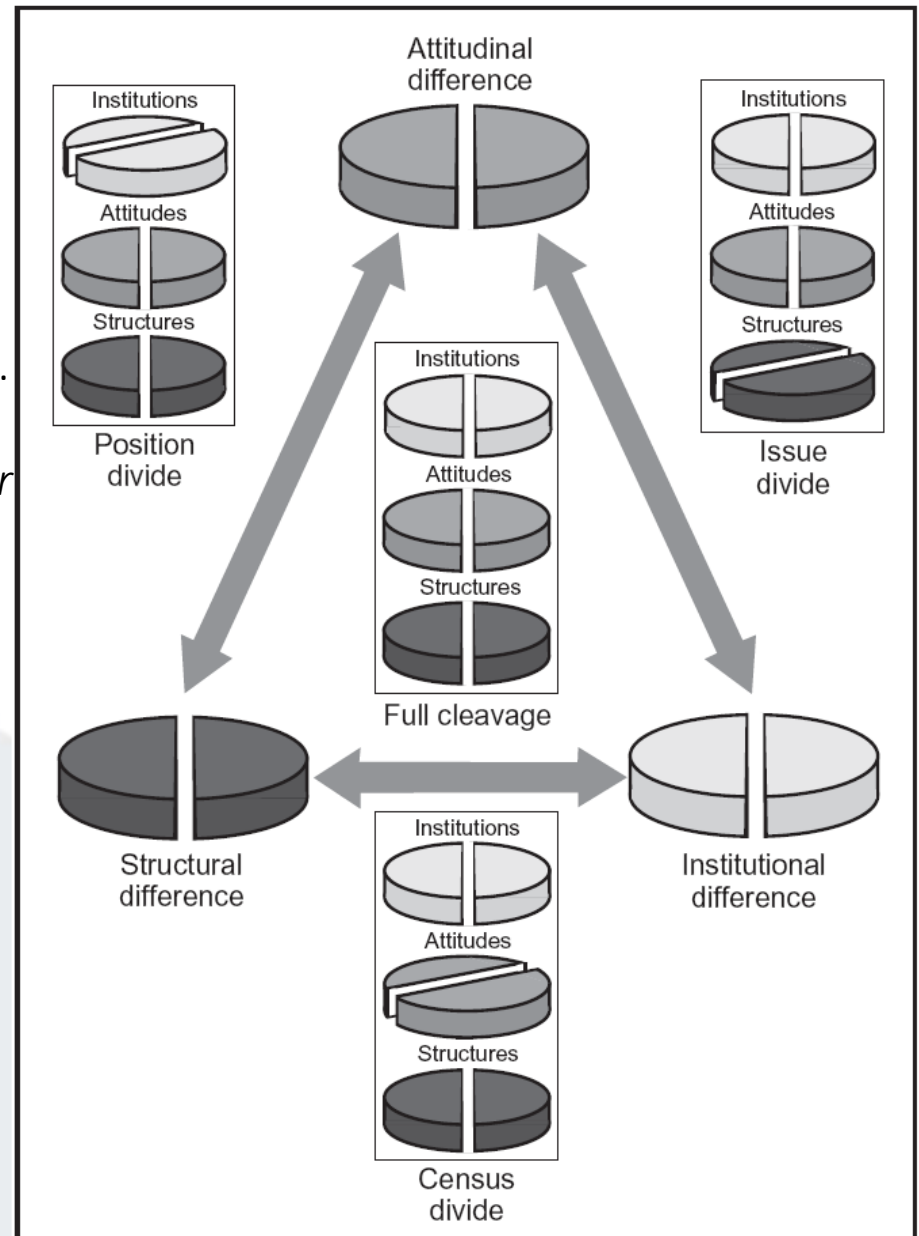 Attitudinal
difference
Institutions
Attitudes
Structures
Position
divide
Institutions
Attitudes
Structures
Issue
divide
Institutions
Attitudes
Structures
Full cleavage
Structural
difference
Institutional
difference
Institutions
Attitudes
Structures
Census
divide